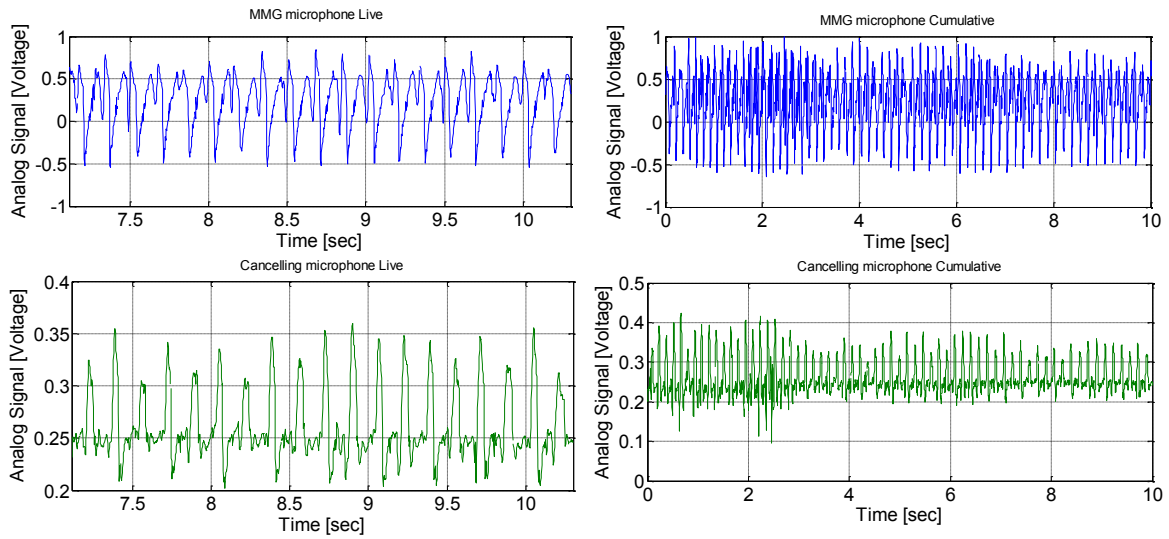 MMG microphone Live
Analog Signal [Voltage]
1
0.5
0
-0.5
-1
7.5 8 8.5 9 9.5 10
Time [sec]
MMG microphone Cumulative
Analog Signal [Voltage]
1
0.5
0
-0.5
-1
0 2 4 6 8 10
Time [sec]
Cancelling microphone Live
Analog Signal [Voltage]
0.4
0.35
0.3
0.25
0.2
7.5 8 8.5 9 9.5 10
Time [sec]
Cancelling microphone Cumulative
Analog Signal [Voltage]
0.5
0.4
0.3
0.2
0.1
0
0 2 4 6 8 10
Time [sec]